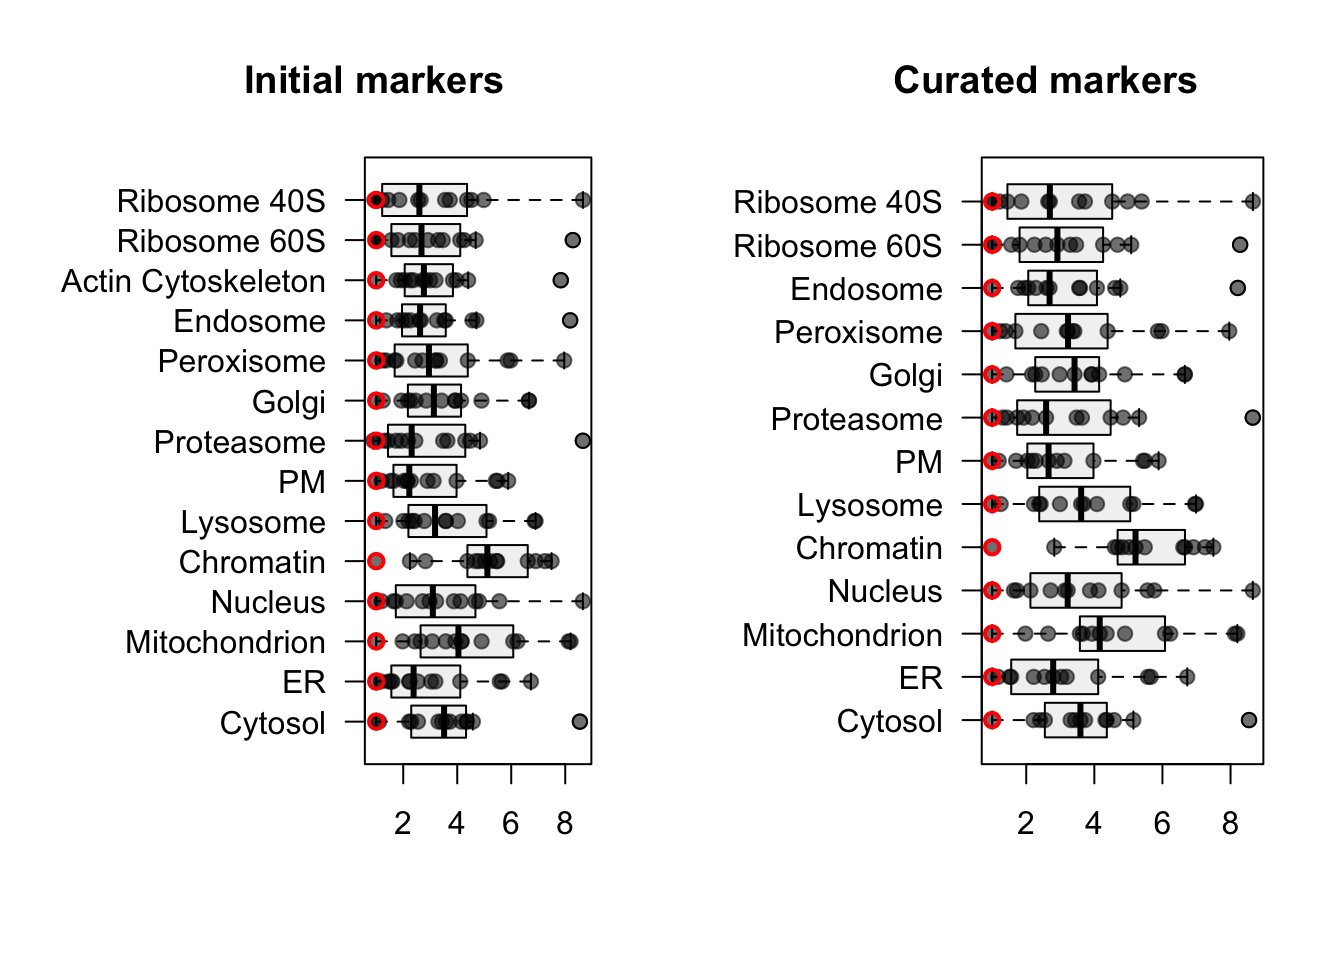 Initial markers
Ribosome 40S
Ribosome 60S
Actin Cytoskeleton
Endosome
Peroxisome
Golgi
Proteasome
PM
Lysosome
Chromatin
Nucleus
Mitochondrion
ER
Cytosol
2 4 6 8
Curated markers
Ribosome 40S
Ribosome 60S
Endosome
Peroxisome
Golgi
Proteasome
PM
Lysosome
Chromatin
Nucleus
Mitochondrion
ER
Cytosol
2 4 6 8